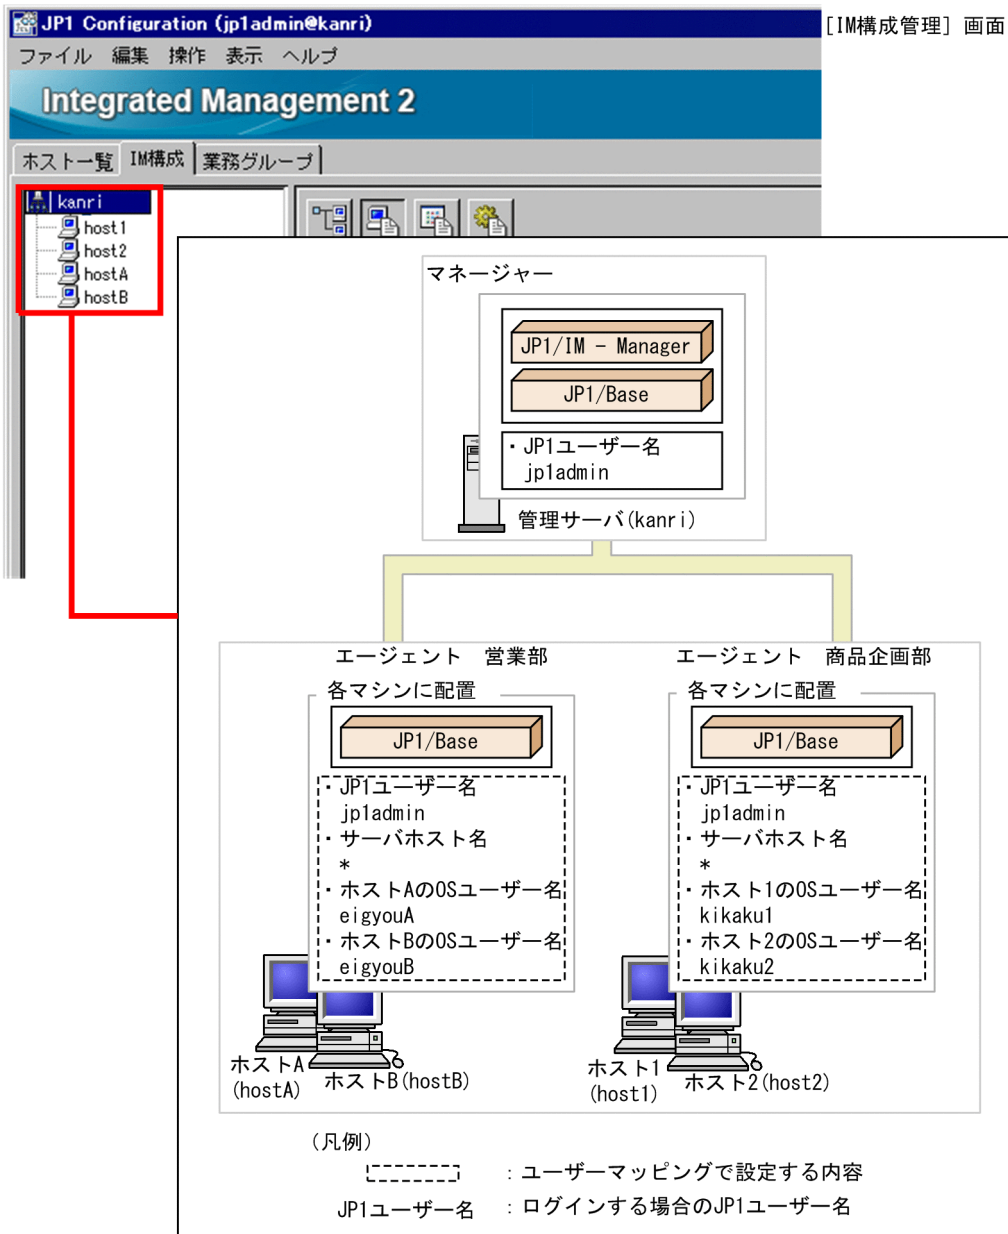 JP1 Configuration (jp1admin@kanri)
[IM構成管理] 画面
ファイル 編集 操作 表示 ヘルプ
Integrated Management 2
ホスト一覧 IM構成 業務グループ
kanri
host1
host2
hostA
hostB
マネージャー
JP1/IM - Manager
JP1/Base
・JP1ユーザー名
jp1admin
管理サーバ(kanri)
エージェント 営業部
各マシンに配置
JP1/Base
・JP1ユーザー名
jp1admin
・サーバホスト名
*
・ホストAのOSユーザー名
eigyouA
・ホストBのOSユーザー名
eigyouB
ホストA
(hostA)
ホストB(hostB)
エージェント 商品企画部
各マシンに配置
JP1/Base
・JP1ユーザー名
jp1admin
・サーバホスト名
*
・ホスト1のOSユーザー名
kikaku1
・ホスト2のOSユーザー名
kikaku2
ホスト1
(host1)
ホスト2(host2)
(凡例)
：ユーザーマッピングで設定する内容
JP1ユーザー名 ：ログインする場合のJP1ユーザー名